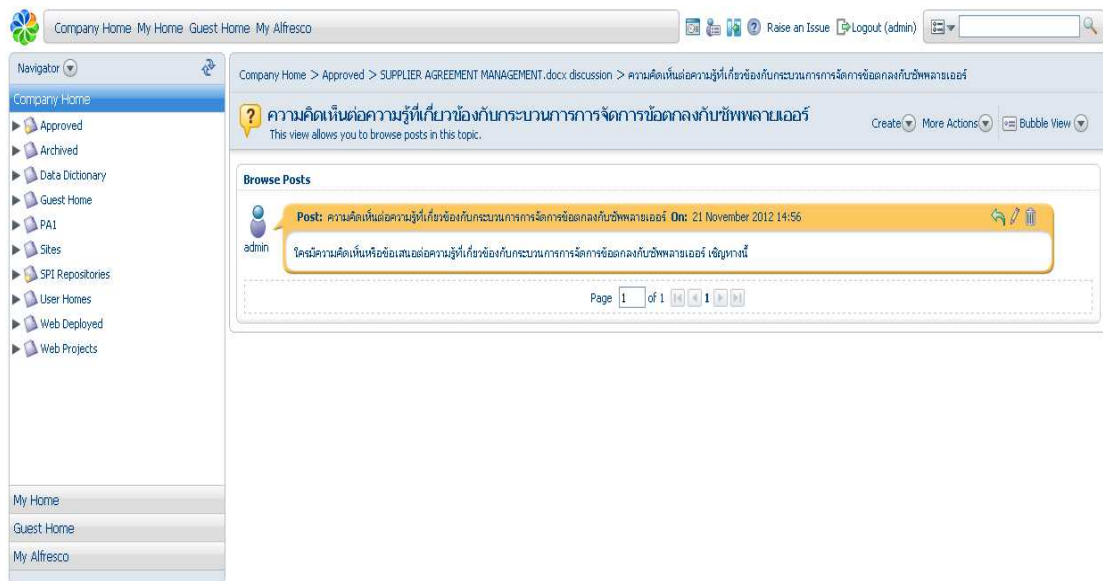 Company Home My Home Guest Home My Alfresco
Raise an Issue Logout (admin)
Navigator
Company Home
Approved
Archived
Data Dictionary
Guest Home
PA1
Sites
SPI Repositories
User Homes
Web Deployed
Web Projects
My Home
Guest Home
My Alfresco
Company Home > Approved > SUPPLIER AGREEMENT MANAGEMENT.docx discussion > ความคิดเห็นต่อความรู้ที่เกี่ยวข้องกับกระบวนการการจัดการข้อตกลงกับซัพพลายเออร์
ความคิดเห็นต่อความรู้ที่เกี่ยวข้องกับกระบวนการการจัดการข้อตกลงกับซัพพลายเออร์
This view allows you to browse posts in this topic.
Create More Actions Bubble View
Browse Posts
admin
Post: ความคิดเห็นต่อความรู้ที่เกี่ยวข้องกับกระบวนการการจัดการข้อตกลงกับซัพพลายเออร์ On: 21 November 2012 14:56
ใครมีความคิดเห็นหรือข้อเสนอต่อความรู้ที่เกี่ยวข้องกับกระบวนการการจัดการข้อตกลงกับซัพพลายเออร์ เชิญทางนี้
Page 1 of 1 1